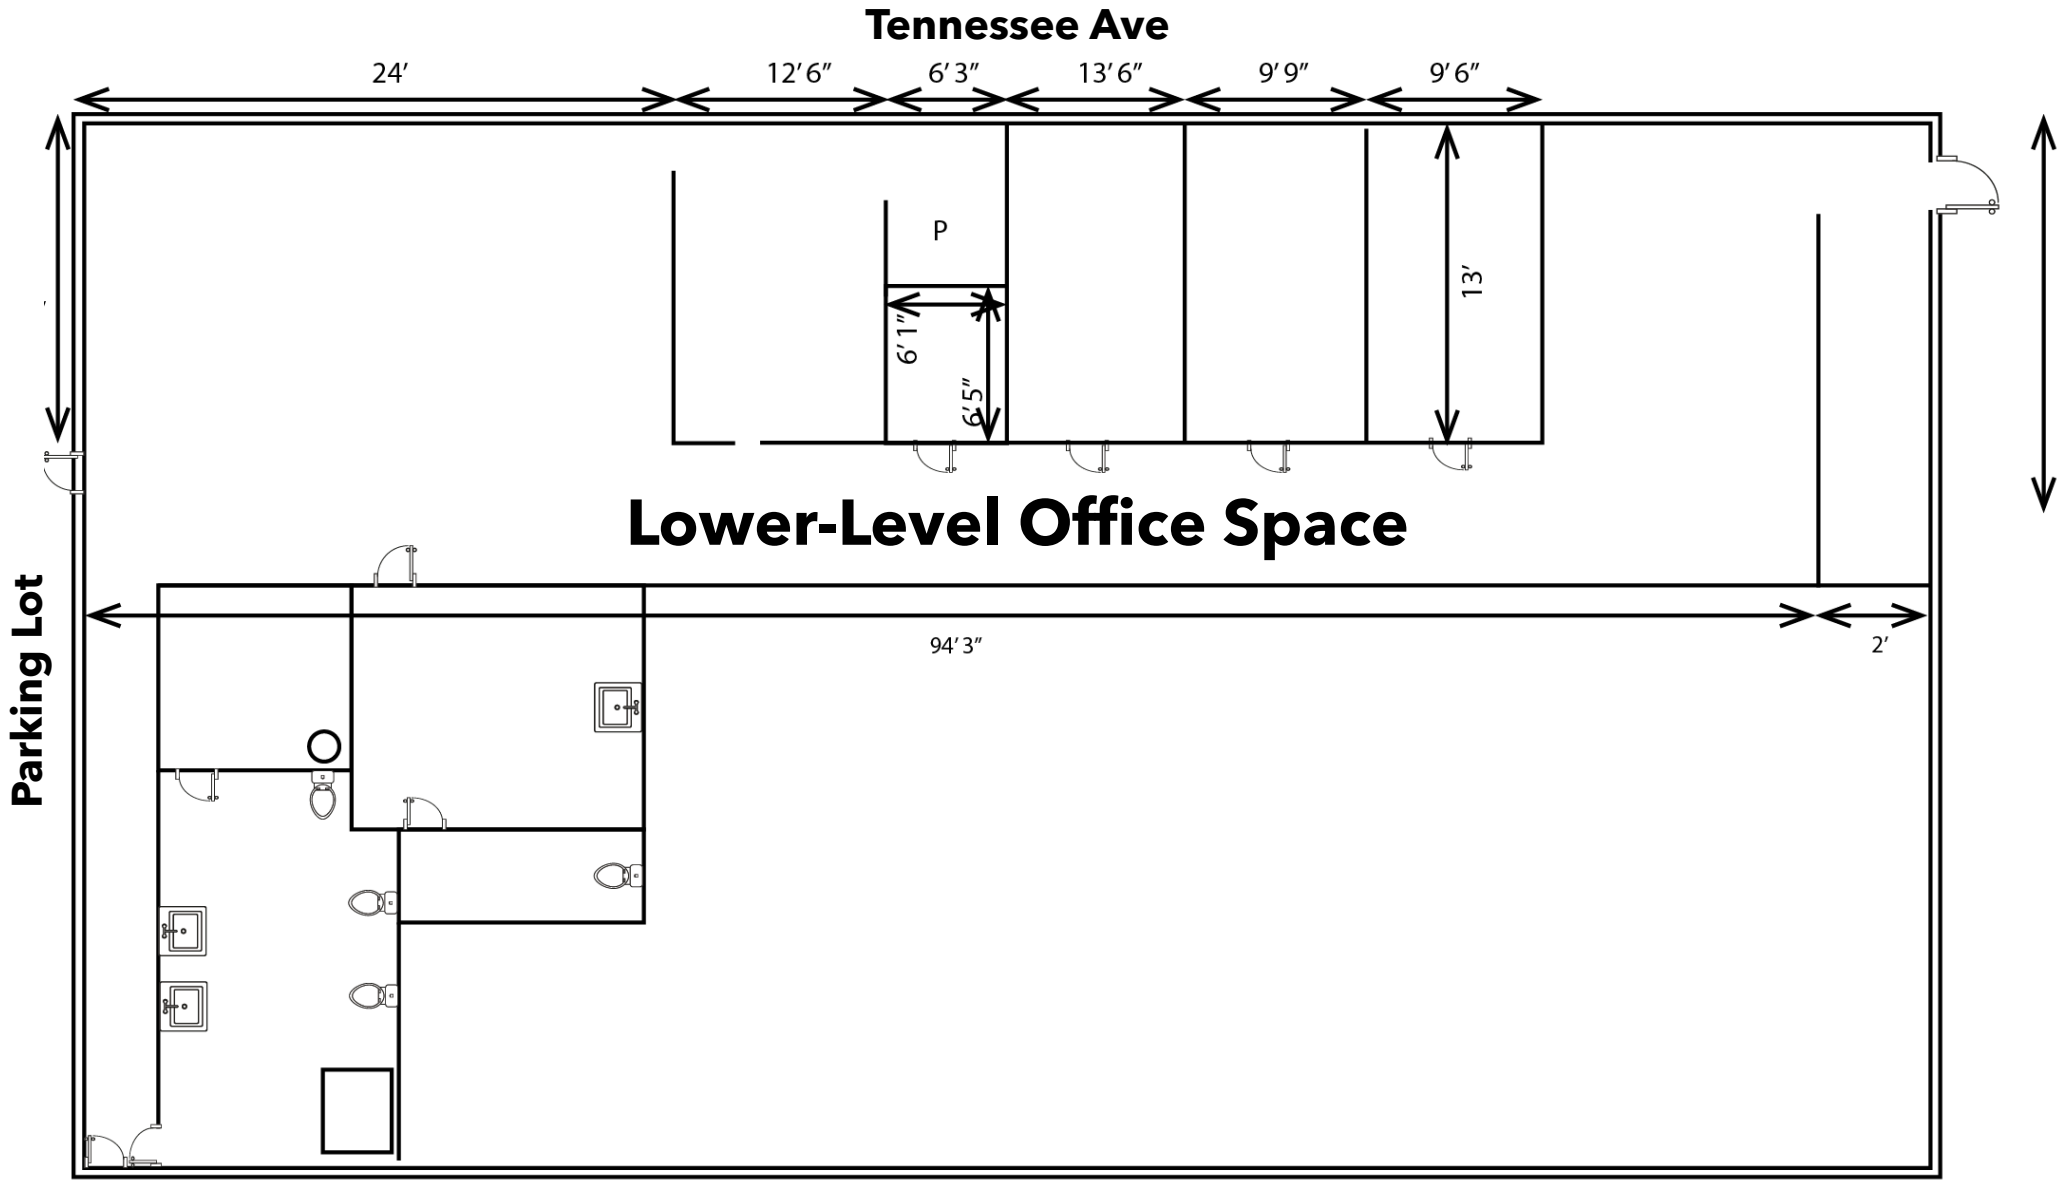 Tennessee Ave
24’
12’ 6”
6’ 3”
13’ 6”
9’ 9”
9’ 6”
P
13’
6’ 1”
6’ 5”
Lower-Level Office Space
Parking Lot
94’ 3”
2’